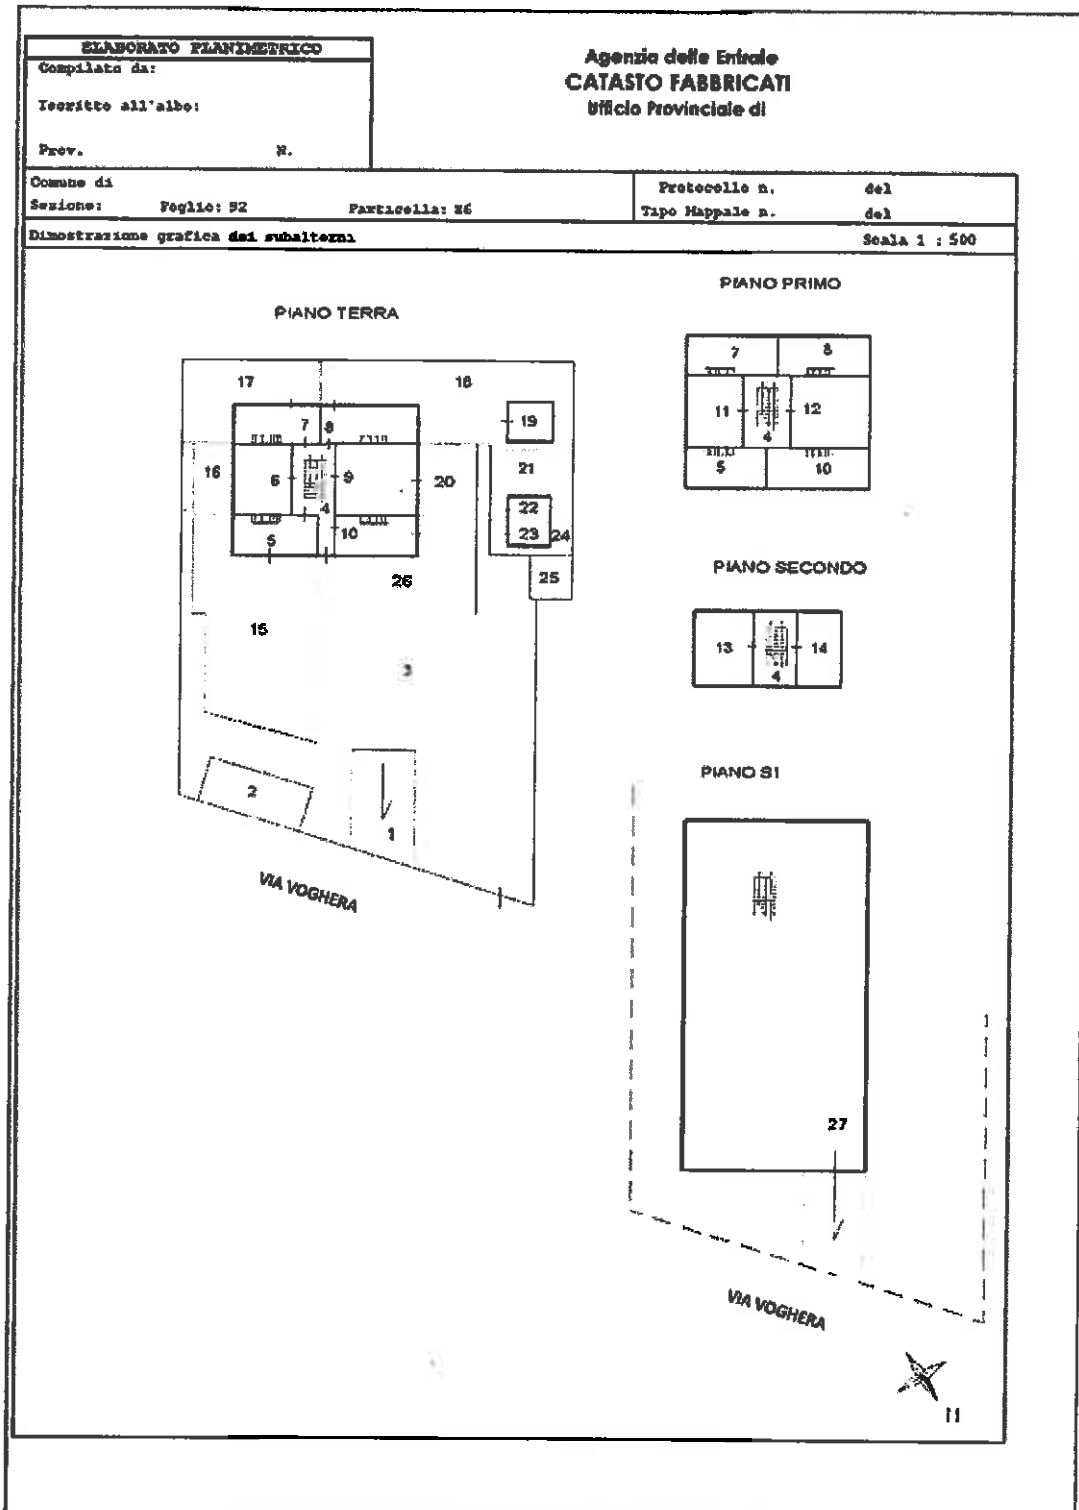 ELABORATO PLANIMETRICO
Compilato da:
Iscritto all'albo:
Prov. N.
Agenzia delle Entrate
CATASTO FABBRICATI
Ufficio Provinciale di
Comune di
Sezione: Foglio: 92 Particella: 26
Protocollo n. del
Tipo Mappale n. del
Dimostrazione grafica dei subalterni
Scala 1 : 500
PIANO TERRA
17
18
7
8
19
16
6
9
20
21
4
22
5
10
23
24
26
25
15
3
2
1
VIA VOGHERA
PIANO PRIMO
7
8
11
12
4
5
10
PIANO SECONDO
13
14
4
PIANO S1
27
VIA VOGHERA